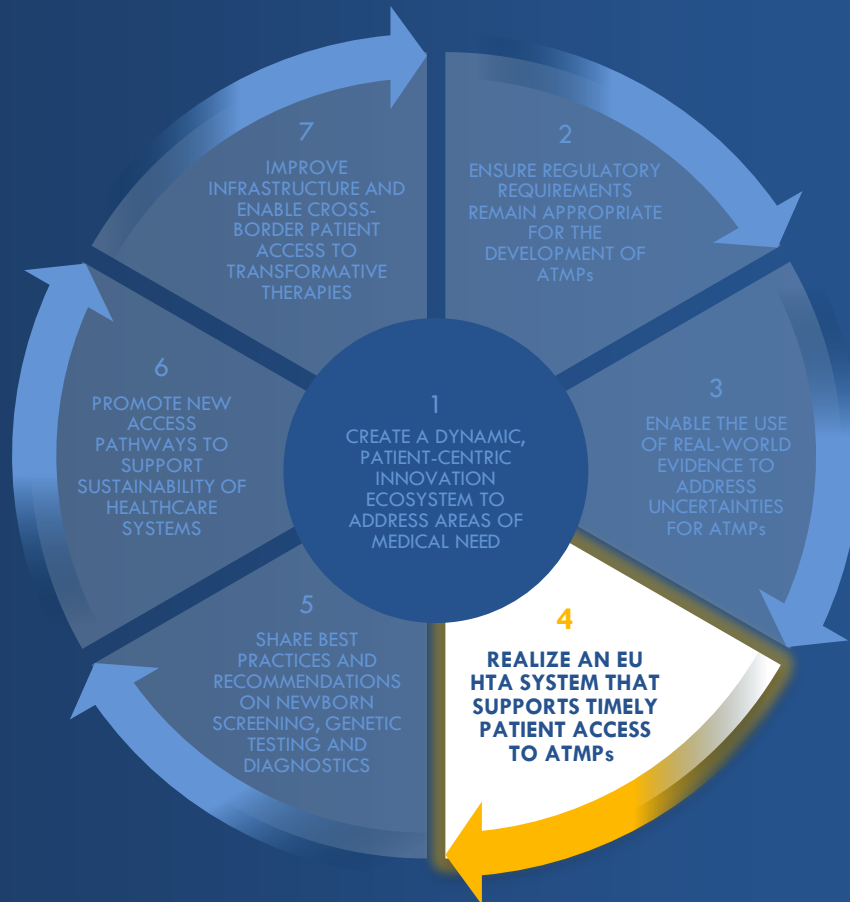 1
CREATE A DYNAMIC,
PATIENT-CENTRIC
INNOVATION
ECOSYSTEM TO
ADDRESS AREAS OF
MEDICAL NEED
2
ENSURE REGULATORY
REQUIREMENTS
REMAIN APPROPRIATE
FOR THE
DEVELOPMENT OF
ATMPs
3
ENABLE THE USE
OF REAL-WORLD
EVIDENCE TO
ADDRESS
UNCERTAINTIES
FOR ATMPs
4
REALIZE AN EU
HTA SYSTEM THAT
SUPPORTS TIMELY
PATIENT ACCESS
TO ATMPs
5
SHARE BEST
PRACTICES AND
RECOMMENDATIONS
ON NEWBORN
SCREENING, GENETIC
TESTING AND
DIAGNOSTICS
6
PROMOTE NEW
ACCESS
PATHWAYS TO
SUPPORT
SUSTAINABILITY OF
HEALTHCARE
SYSTEMS
7
IMPROVE
INFRASTRUCTURE AND
ENABLE CROSS-
BORDER PATIENT
ACCESS TO
TRANSFORMATIVE
THERAPIES